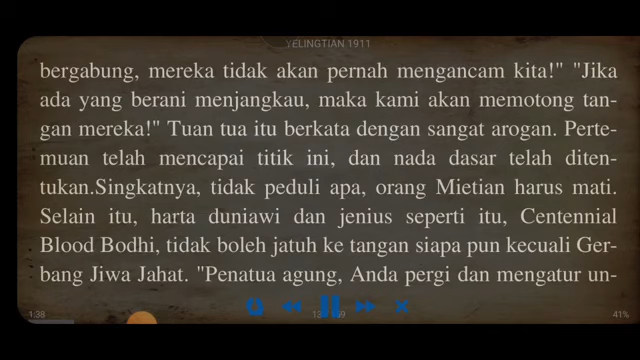 YELINGTIAN 1911
bergabung, mereka tidak akan pernah mengancam kita!" "Jika
ada yang berani menjangkau, maka kami akan memotong tan-
gan mereka!" Tuan tua itu berkata dengan sangat arogan. Perte-
muan telah mencapai titik ini, dan nada dasar telah diten-
tukan.Singkatnya, tidak peduli apa, orang Mietian harus mati.
Selain itu, harta duniawi dan jenius seperti itu, Centennial
Blood Bodhi, tidak boleh jatuh ke tangan siapa pun kecuali Ger-
bang Jiwa Jahat. "Penatua agung, Anda pergi dan mengatur un-
1:38 41%